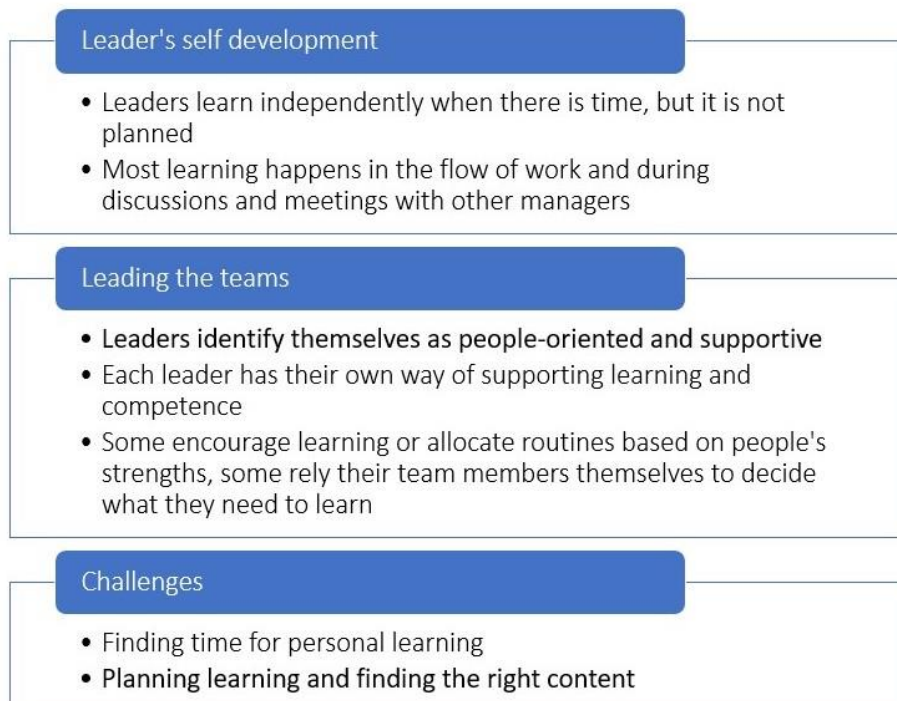 Leader's self development
• Leaders learn independently when there is time, but it is not
planned
• Most learning happens in the flow of work and during
discussions and meetings with other managers
Leading the teams
• Leaders identify themselves as people-oriented and supportive
• Each leader has their own way of supporting learning and
competence
• Some encourage learning or allocate routines based on people's
strengths, some rely their team members themselves to decide
what they need to learn
Challenges
• Finding time for personal learning
• Planning learning and finding the right content